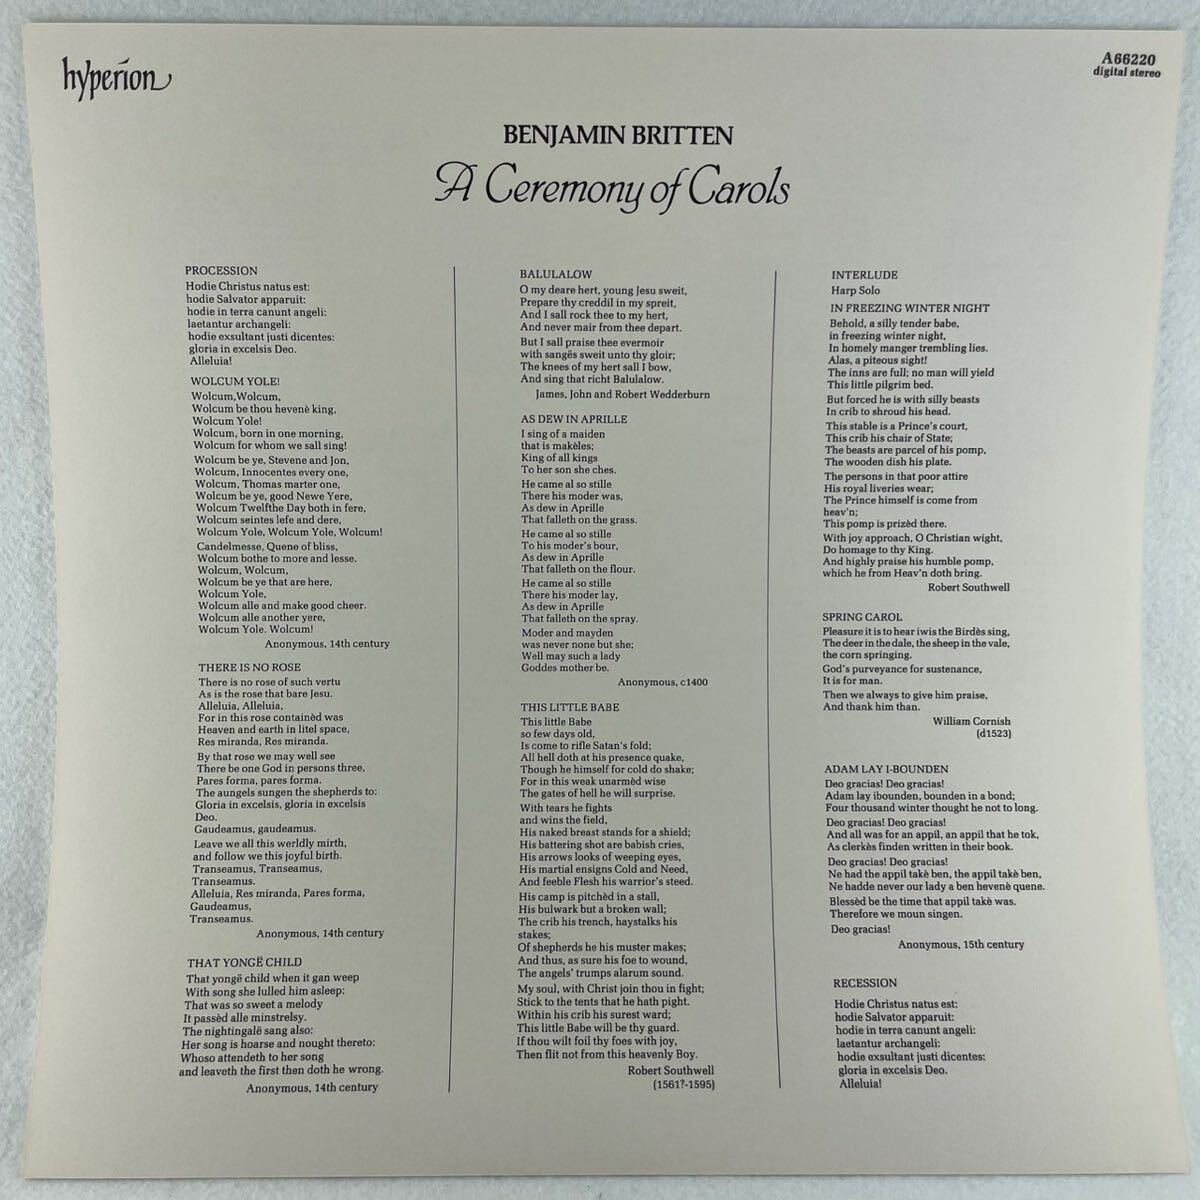 hyperion
A66220
digital stereo
BENJAMIN BRITTEN
A Ceremony of Carols
PROCESSION
Hodie Christus natus est:
hodie Salvator apparuit:
hodie in terra canunt angeli:
laetantur archangeli:
hodie exsultant justi dicentes:
gloria in excelsis Deo.
Alleluia!
WOLCUM YOLE!
Wolcum,Wolcum,
Wolcum be thou hevenè king,
Wolcum Yole!
Wolcum, born in one morning,
Wolcum for whom we sall sing!
Wolcum be ye, Stevene and Jon,
Wolcum, Innocentes every one,
Wolcum, Thomas marter one,
Wolcum be ye, good Newe Yere,
Wolcum Twelfthe Day both in fere,
Wolcum seintes lefe and dere,
Wolcum Yole, Wolcum Yole, Wolcum!
Candelmesse, Quene of bliss,
Wolcum bothe to more and lesse.
Wolcum, Wolcum,
Wolcum be ye that are here,
Wolcum Yole,
Wolcum alle and make good cheer.
Wolcum alle another yere,
Wolcum Yole. Wolcum!
Anonymous, 14th century
THERE IS NO ROSE
There is no rose of such vertu
As is the rose that bare Jesu.
Alleluia, Alleluia,
For in this rose containèd was
Heaven and earth in litel space,
Res miranda, Res miranda.
By that rose we may well see
There be one God in persons three,
Pares forma, pares forma.
The aungels sungen the shepherds to:
Gloria in excelsis, gloria in excelsis
Deo.
Gaudeamus, gaudeamus.
Leave we all this werldly mirth,
and follow we this joyful birth.
Transeamus, Transeamus,
Transeamus.
Alleluia, Res miranda, Pares forma,
Gaudeamus,
Transeamus.
Anonymous, 14th century
THAT YONGË CHILD
That yongë child when it gan weep
With song she lulled him asleep:
That was so sweet a melody
It passèd alle minstrelsy.
The nightingalë sang also:
Her song is hoarse and nought thereto:
Whoso attendeth to her song
and leaveth the first then doth he wrong.
Anonymous, 14th century
BALULALOW
O my deare hert, young Jesu sweit,
Prepare thy creddil in my spreit,
And I sall rock thee to my hert,
And never mair from thee depart.
But I sall praise thee evermoir
with sangës sweit unto thy gloir;
The knees of my hert sall I bow,
And sing that richt Balulalow.
James, John and Robert Wedderburn
AS DEW IN APRILLE
I sing of a maiden
that is makèles;
King of all kings
To her son she ches.
He came al so stille
There his moder was,
As dew in Aprille
That falleth on the grass.
He came al so stille
To his moder's bour,
As dew in Aprille
That falleth on the flour.
He came al so stille
There his moder lay,
As dew in Aprille
That falleth on the spray.
Moder and mayden
was never none but she;
Well may such a lady
Goddes mother be.
Anonymous, c1400
THIS LITTLE BABE
This little Babe
so few days old,
Is come to rifle Satan's fold;
All hell doth at his presence quake,
Though he himself for cold do shake;
For in this weak unarmèd wise
The gates of hell he will surprise.
With tears he fights
and wins the field,
His naked breast stands for a shield;
His battering shot are babish cries,
His arrows looks of weeping eyes,
His martial ensigns Cold and Need,
And feeble Flesh his warrior's steed.
His camp is pitchèd in a stall,
His bulwark but a broken wall;
The crib his trench, haystalks his
stakes;
Of shepherds he his muster makes;
And thus, as sure his foe to wound,
The angels' trumps alarum sound.
My soul, with Christ join thou in fight;
Stick to the tents that he hath pight.
Within his crib his surest ward;
This little Babe will be thy guard.
If thou wilt foil thy foes with joy,
Then flit not from this heavenly Boy.
Robert Southwell
(1561?-1595)
INTERLUDE
Harp Solo
IN FREEZING WINTER NIGHT
Behold, a silly tender babe,
in freezing winter night,
In homely manger trembling lies.
Alas, a piteous sight!
The inns are full; no man will yield
This little pilgrim bed.
But forced he is with silly beasts
In crib to shroud his head.
This stable is a Prince's court,
This crib his chair of State;
The beasts are parcel of his pomp,
The wooden dish his plate.
The persons in that poor attire
His royal liveries wear;
The Prince himself is come from
heav'n;
This pomp is prizèd there.
With joy approach, O Christian wight,
Do homage to thy King.
And highly praise his humble pomp,
which he from Heav'n doth bring.
Robert Southwell
SPRING CAROL
Pleasure it is to hear iwis the Birdès sing,
The deer in the dale, the sheep in the vale,
the corn springing.
God's purveyance for sustenance,
It is for man.
Then we always to give him praise,
And thank him than.
William Cornish
(d1523)
ADAM LAY I-BOUNDEN
Deo gracias! Deo gracias!
Adam lay ibounden, bounden in a bond;
Four thousand winter thought he not to long.
Deo gracias! Deo gracias!
And all was for an appil, an appil that he tok,
As clerkès finden written in their book.
Deo gracias! Deo gracias!
Ne had the appil takè ben, the appil takè ben,
Ne hadde never our lady a ben hevenè quene.
Blessèd be the time that appil takè was.
Therefore we moun singen.
Deo gracias!
Anonymous, 15th century
RECESSION
Hodie Christus natus est:
hodie Salvator apparuit:
hodie in terra canunt angeli:
laetantur archangeli:
hodie exsultant justi dicentes:
gloria in excelsis Deo.
Alleluia!